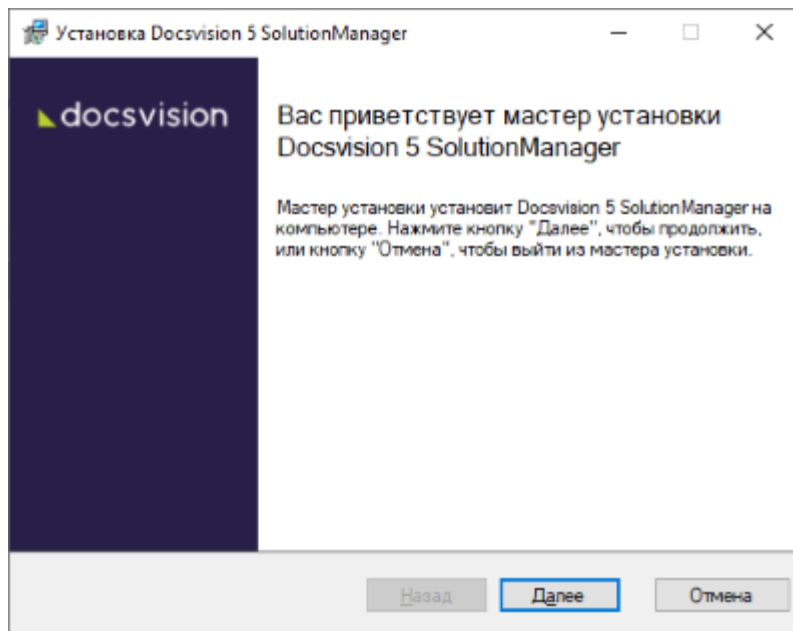 Установка Docsvision 5 SolutionManager
docsvision
Вас приветствует мастер установки
Docsvision 5 SolutionManager
Мастер установки установит Docsvision 5 SolutionManager на
компьютере. Нажмите кнопку "Далее", чтобы продолжить,
или кнопку "Отмена", чтобы выйти из мастера установки.
Назад Далее Отмена